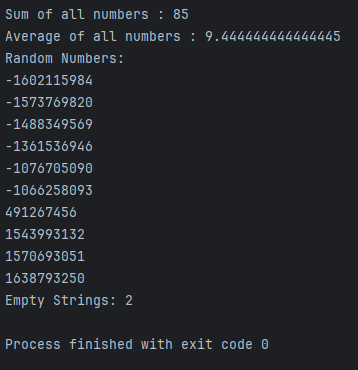 Sum of all numbers : 85
Average of all numbers : 9.444444444444445
Random Numbers:
-1602115984
-1573769820
-1488349569
-1361536946
-1076705090
-1066258093
491267456
1543993132
1570693051
1638793250
Empty Strings: 2
Process finished with exit code 0